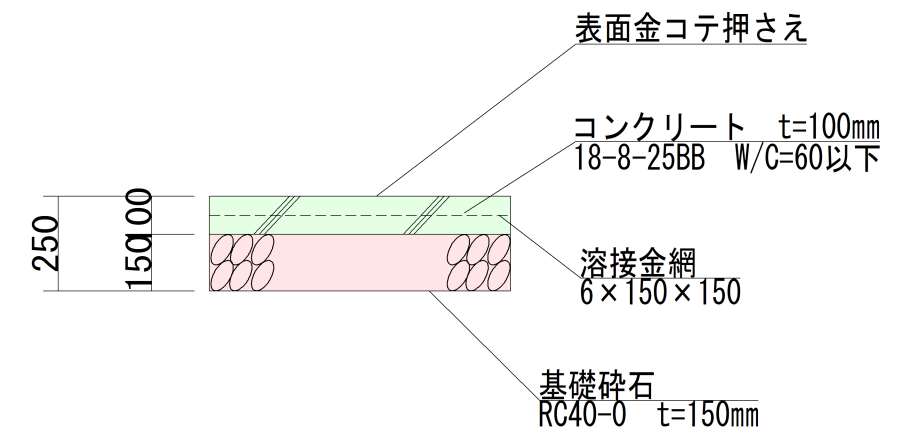 表面金コテ押さえ
コンクリート　t=100mm
18-8-25BB　W/C=60以下
100
250
150
溶接金網
6×150×150
基礎砕石
RC40-0　t=150mm